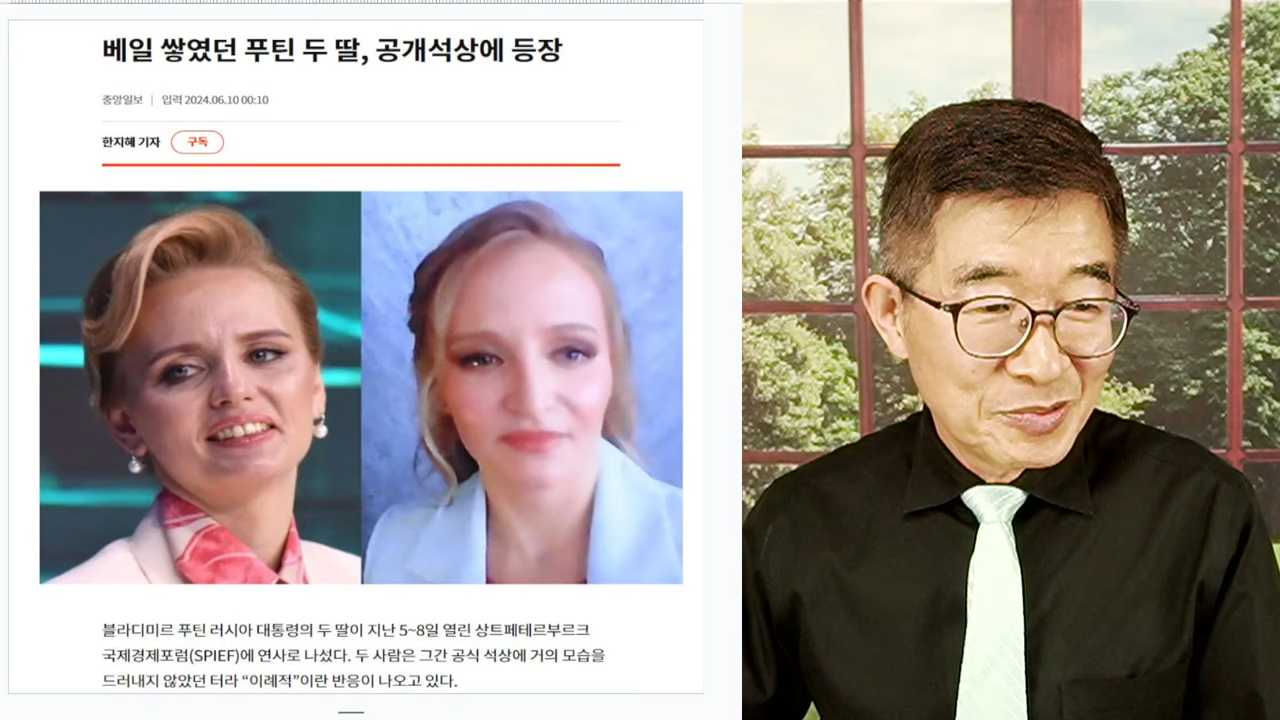 베일 쌓였던 푸틴 두 딸, 공개석상에 등장
중앙일보 | 입력 2024.06.10 00:10
한지혜 기자 구독
블라디미르 푸틴 러시아 대통령의 두 딸이 지난 5~8일 열린 상트페테르부르크
국제경제포럼(SPIEF)에 연사로 나섰다. 두 사람은 그간 공식 석상에 거의 모습을
드러내지 않았던 터라 “이례적”이란 반응이 나오고 있다.